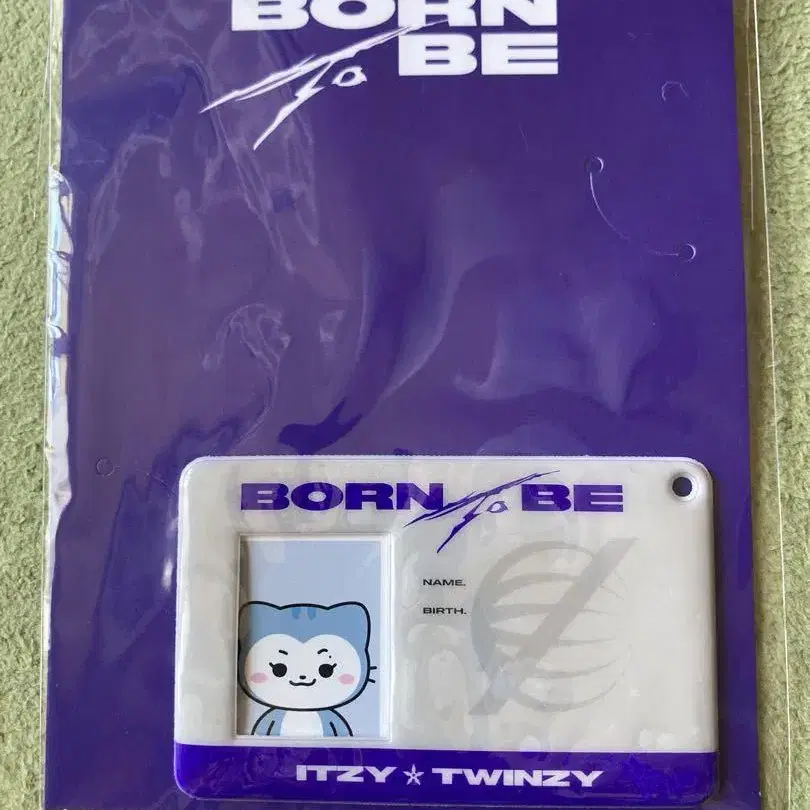 BORN
To BE
BORN To BE
NAME.
BIRTH.
ITZY ★ TWINZY